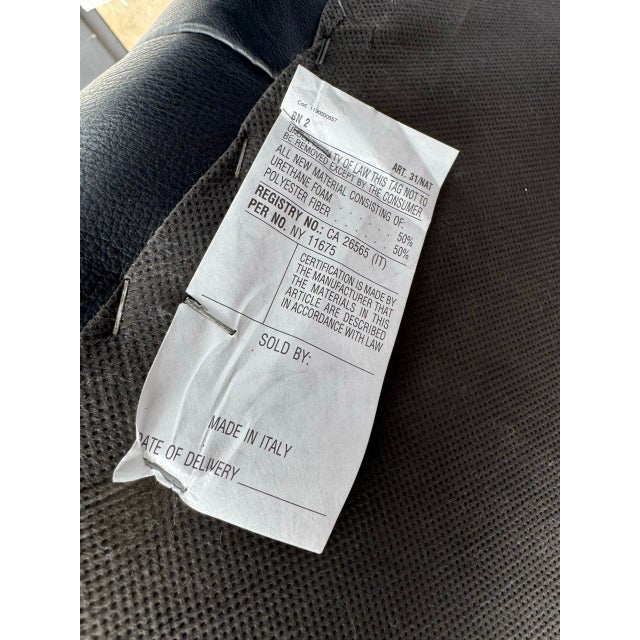 Cod. 1190000557
BN 2
ART. 31/NAT
OF LAW THIS TAG NOT TO
BE REMOVED EXCEPT BY THE CONSUMER
ALL NEW MATERIAL CONSISTING OF:
URETHANE FOAM . . . . . 50%
POLYESTER FIBER . . . . . 50%
REGISTRY NO.: CA 26565 (IT)
PER NO. NY 11675
CERTIFICATION IS MADE BY
THE MANUFACTURER THAT
THE MATERIALS IN THIS
ARTICLE ARE DESCRIBED
IN ACCORDANCE WITH LAW
SOLD BY:
MADE IN ITALY
DATE OF DELIVERY